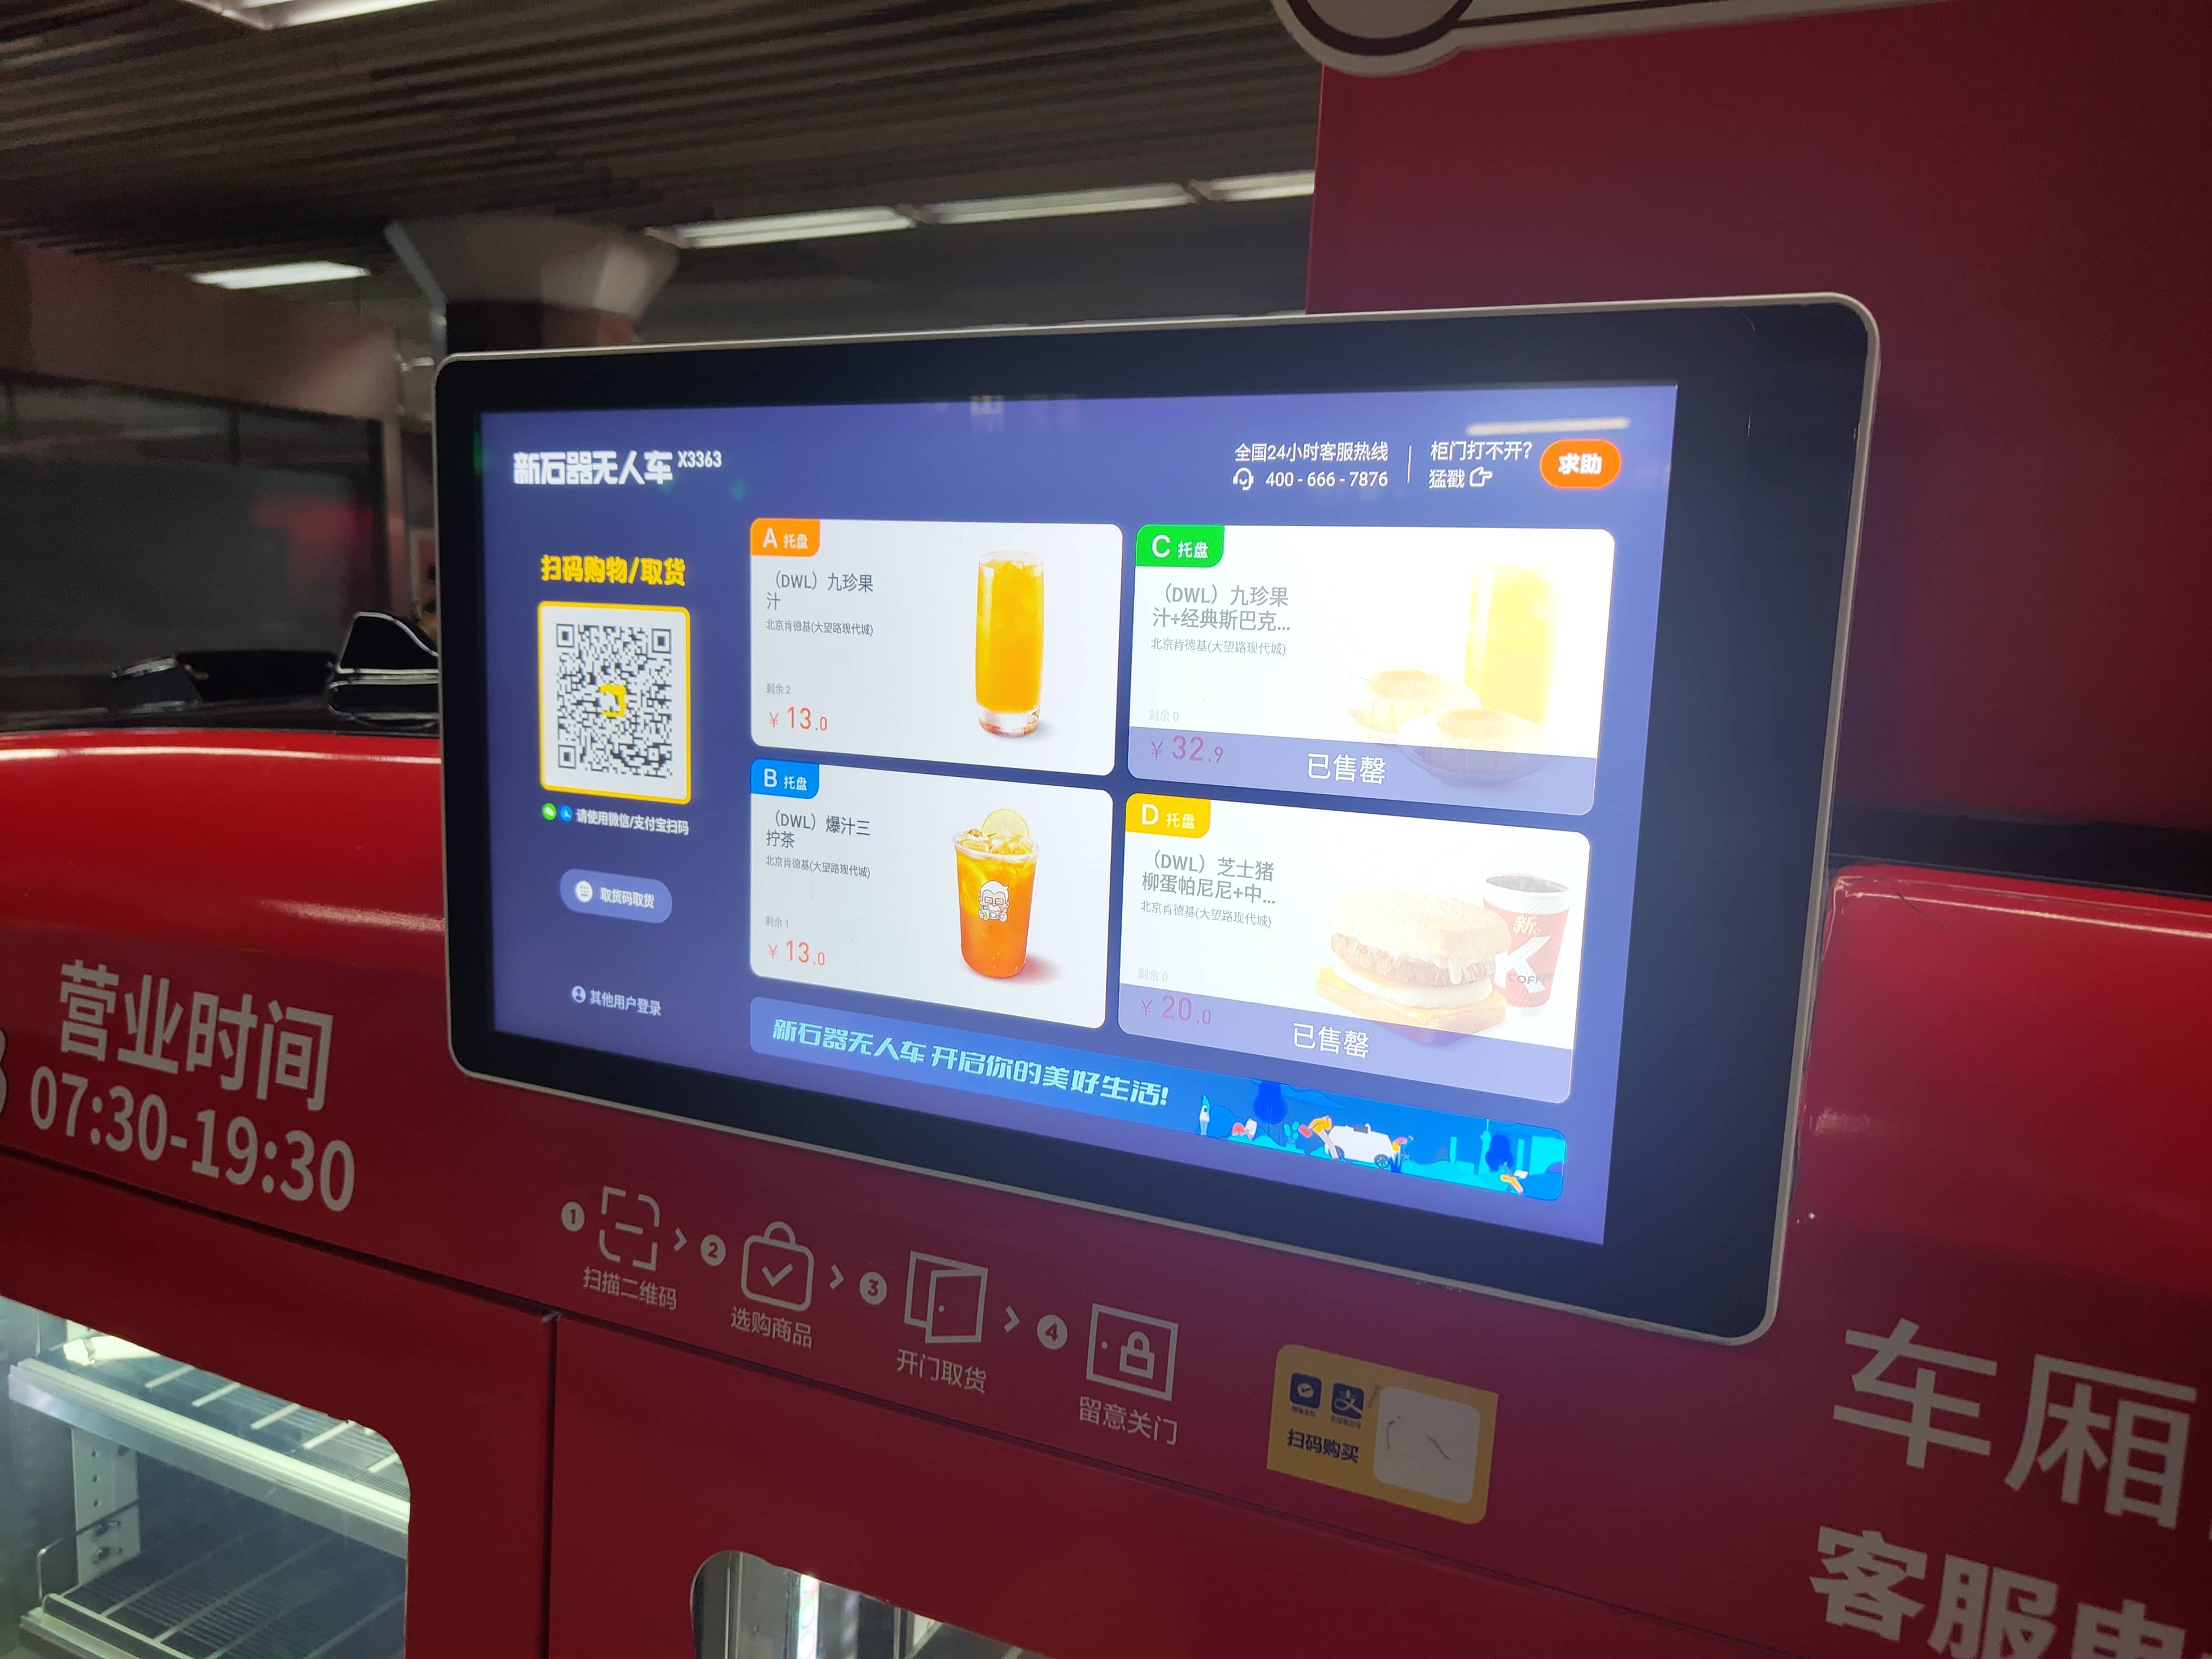 新石器无人车 X3363
全国24小时客服热线
400-666-7876
柜门打不开?
猛戳
求助
扫码购物/取货
请使用微信/支付宝扫码
取货码取货
其他用户登录
A 托盘
（DWL）九珍果
汁
北京肯德基(大望路现代城)
剩余 2
¥ 13.0
B 托盘
（DWL）爆汁三
拧茶
北京肯德基(大望路现代城)
剩余 1
¥ 13.0
C 托盘
（DWL）九珍果
汁+经典斯巴克...
北京肯德基(大望路现代城)
剩余 0
¥ 32.9
已售罄
D 托盘
（DWL）芝士猪
柳蛋帕尼尼+中...
北京肯德基(大望路现代城)
剩余 0
¥ 20.0
已售罄
新。
K
COFFEE
新石器无人车 开启你的美好生活!
营业时间
07:30-19:30
1
扫描二维码
2
选购商品
3
开门取货
4
留意关门
支
扫码购买
车厢
客服电